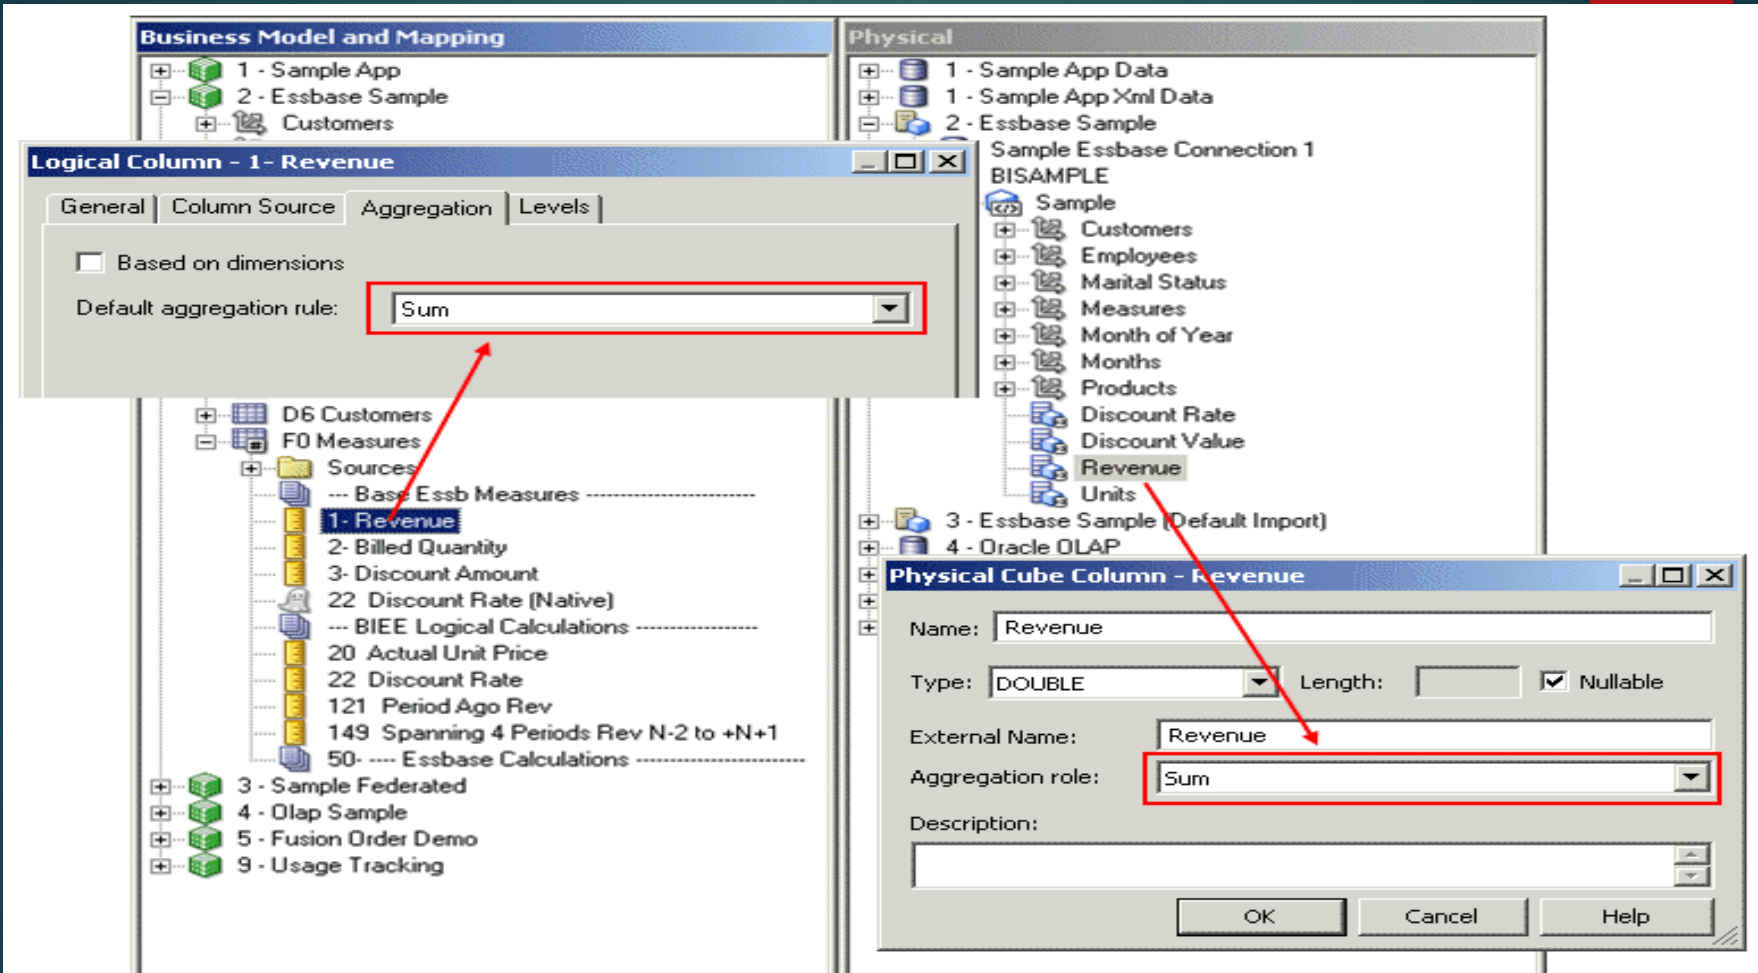 Business Model and Mapping
1 - Sample App
2 - Essbase Sample
Customers
Logical Column - 1- Revenue
General
Column Source
Aggregation
Levels
Based on dimensions
Default aggregation rule:
Sum
D6 Customers
F0 Measures
Sources
--- Base Essb Measures -------------------------
1- Revenue
2- Billed Quantity
3- Discount Amount
22 Discount Rate (Native)
--- BIEE Logical Calculations ------------------
20 Actual Unit Price
22 Discount Rate
121 Period Ago Rev
149 Spanning 4 Periods Rev N-2 to +N+1
50- ---- Essbase Calculations -------------------------
3 - Sample Federated
4 - Olap Sample
5 - Fusion Order Demo
9 - Usage Tracking
Physical
1 - Sample App Data
1 - Sample App Xml Data
2 - Essbase Sample
Sample Essbase Connection 1
BISAMPLE
Sample
Customers
Employees
Marital Status
Measures
Month of Year
Months
Products
Discount Rate
Discount Value
Revenue
Units
3 - Essbase Sample (Default Import)
4 - Oracle OLAP
Physical Cube Column - Revenue
Name: Revenue
Type: DOUBLE Length: Nullable
External Name: Revenue
Aggregation role: Sum
Description:
OK Cancel Help